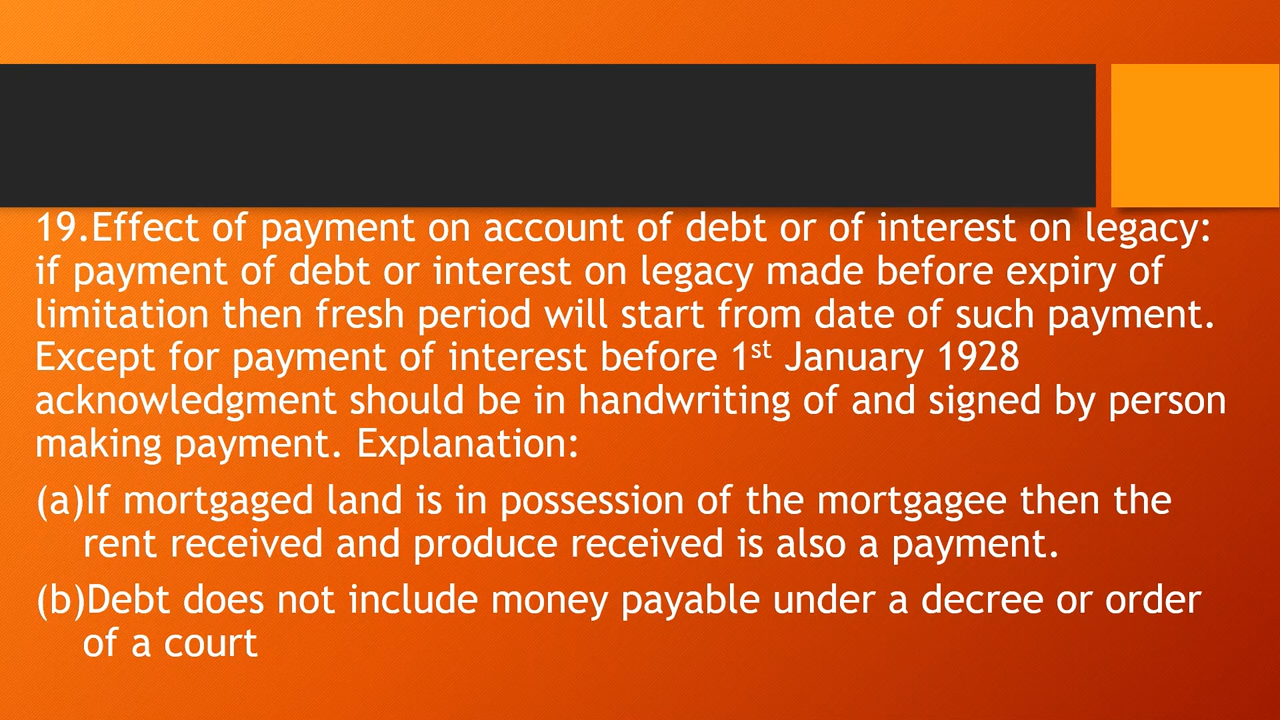 19.Effect of payment on account of debt or of interest on legacy:
if payment of debt or interest on legacy made before expiry of
limitation then fresh period will start from date of such payment.
Except for payment of interest before 1st January 1928
acknowledgment should be in handwriting of and signed by person
making payment. Explanation:
(a)If mortgaged land is in possession of the mortgagee then the
rent received and produce received is also a payment.
(b)Debt does not include money payable under a decree or order
of a court